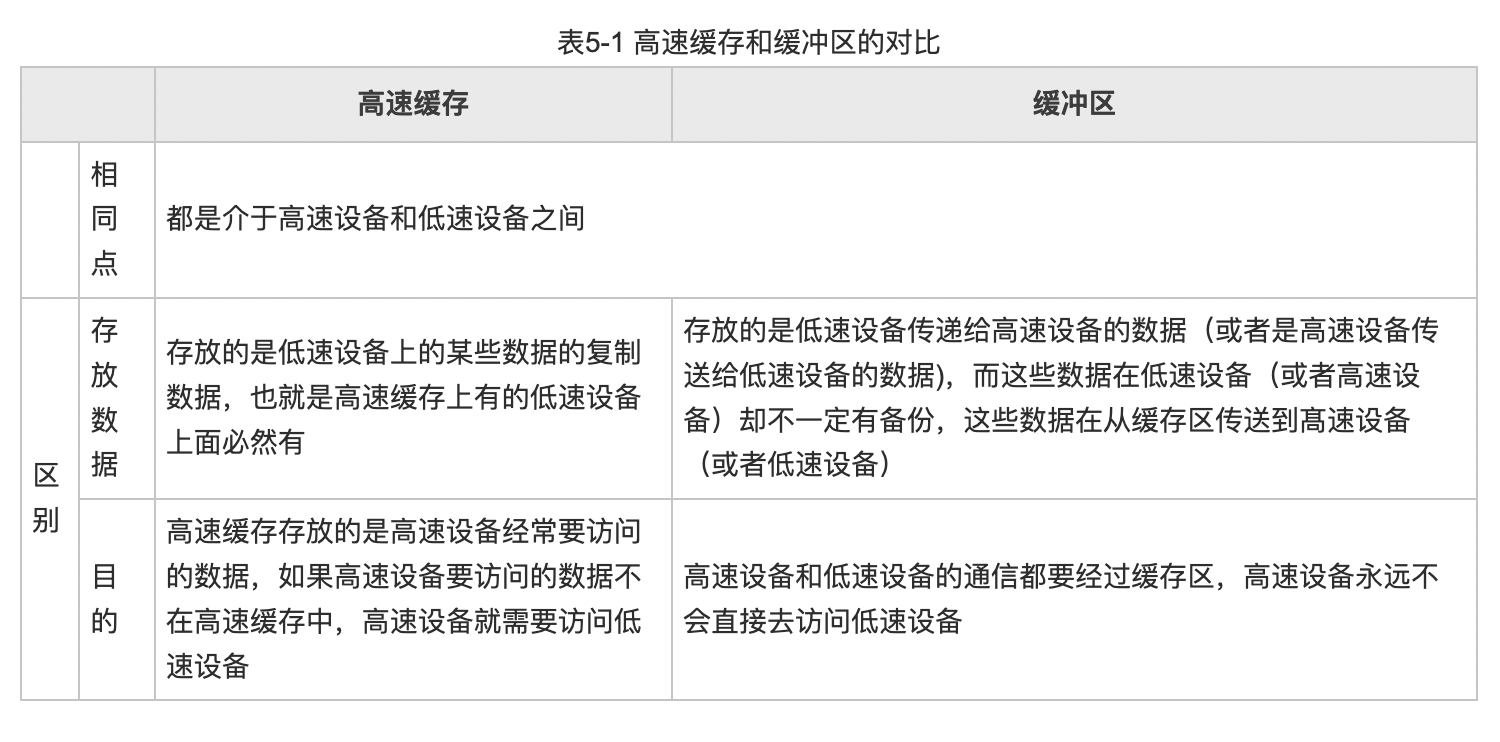 表5-1 高速缓存和缓冲区的对比
高速缓存
缓冲区
相
同
点
都是介于高速设备和低速设备之间
区
别
存
放
数
据
存放的是低速设备上的某些数据的复制
数据，也就是高速缓存上有的低速设备
上面必然有
存放的是低速设备传递给高速设备的数据（或者是高速设备传
送给低速设备的数据)，而这些数据在低速设备（或者高速设
备）却不一定有备份，这些数据在从缓存区传送到髙速设备
（或者低速设备）
目
的
高速缓存存放的是高速设备经常要访问
的数据，如果高速设备要访问的数据不
在高速缓存中，高速设备就需要访问低
速设备
高速设备和低速设备的通信都要经过缓存区，高速设备永远不
会直接去访问低速设备